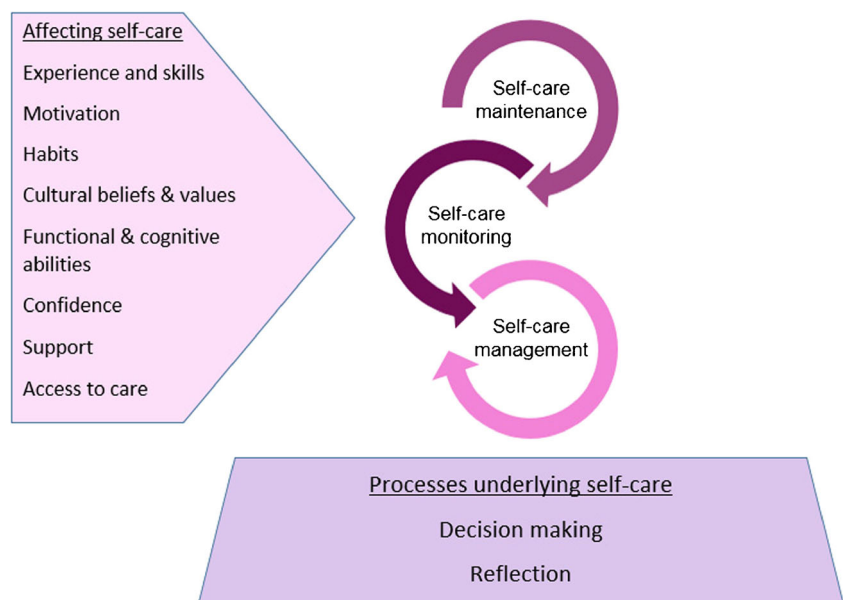 Affecting self-care
Experience and skills
Motivation
Habits
Cultural beliefs & values
Functional & cognitive
abilities
Confidence
Support
Access to care
Self-care
maintenance
Self-care
monitoring
Self-care
management
Processes underlying self-care
Decision making
Reflection